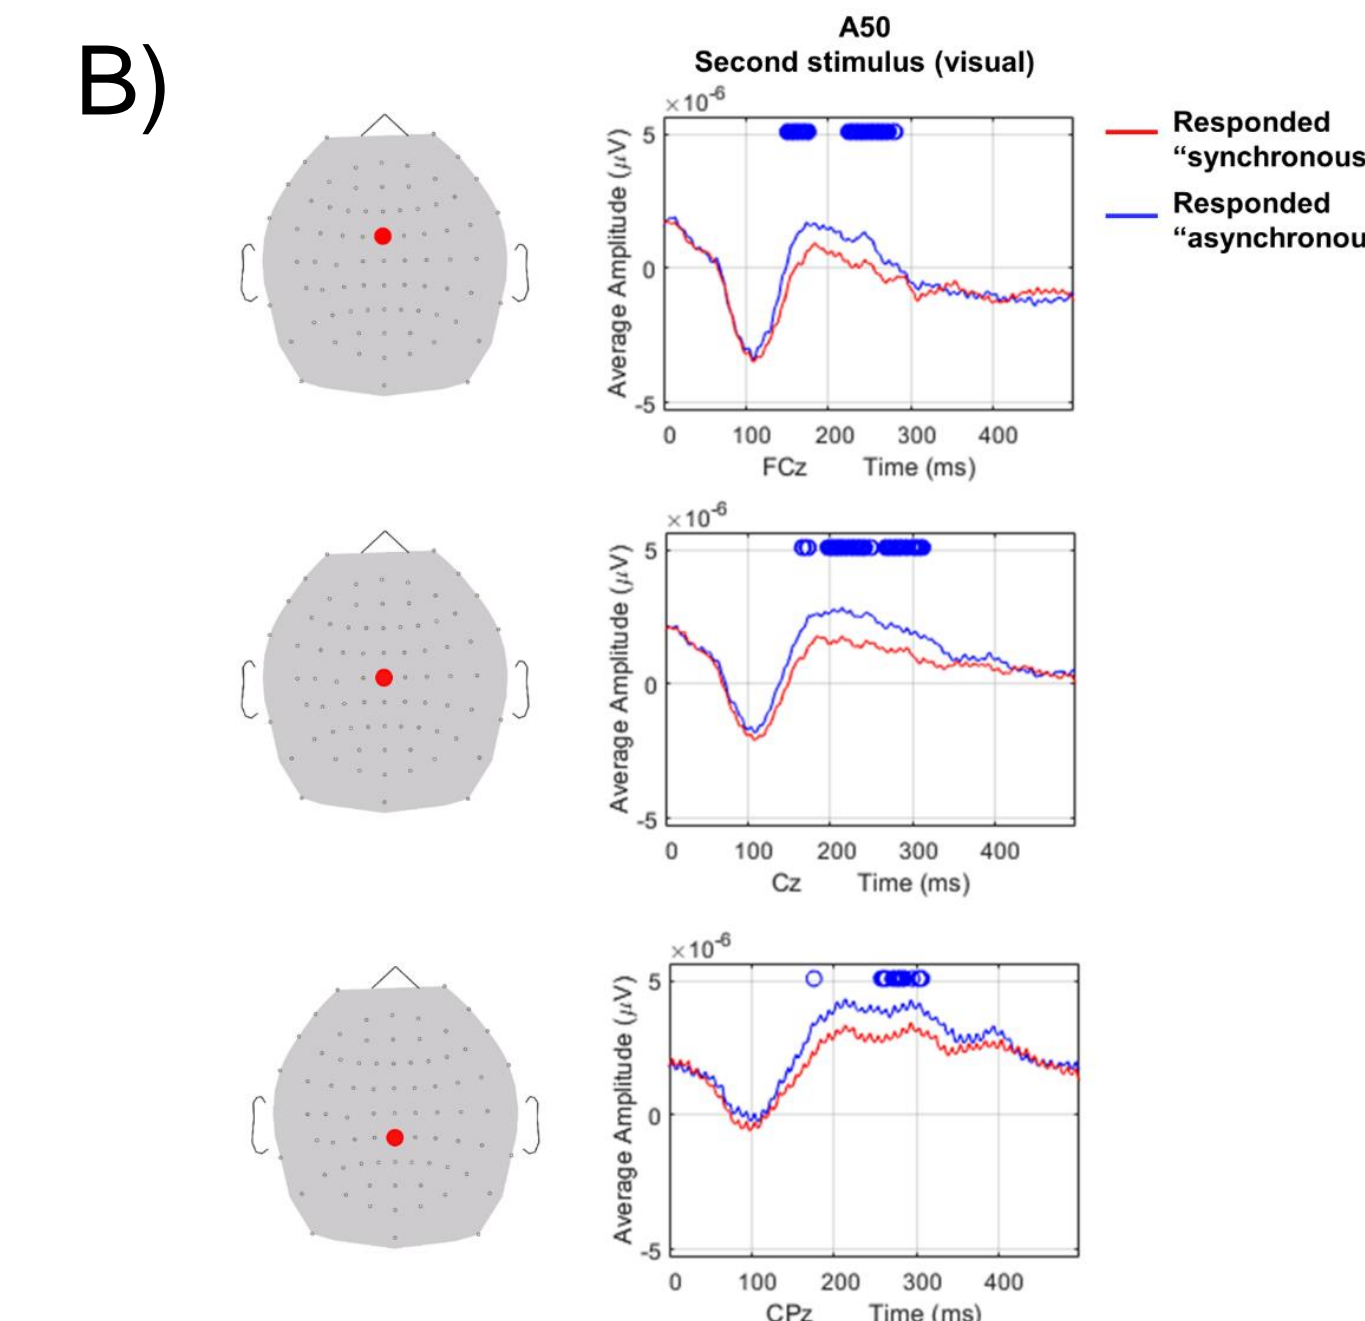 B)
A50
Second stimulus (visual)
×10⁻⁶
5
0
-5
Average Amplitude (μV)
0 100 200 300 400
FCz Time (ms)
Responded
“synchronous
Responded
“asynchronou
×10⁻⁶
5
0
-5
Average Amplitude (μV)
0 100 200 300 400
Cz Time (ms)
×10⁻⁶
5
0
-5
Average Amplitude (μV)
0 100 200 300 400
CPz Time (ms)